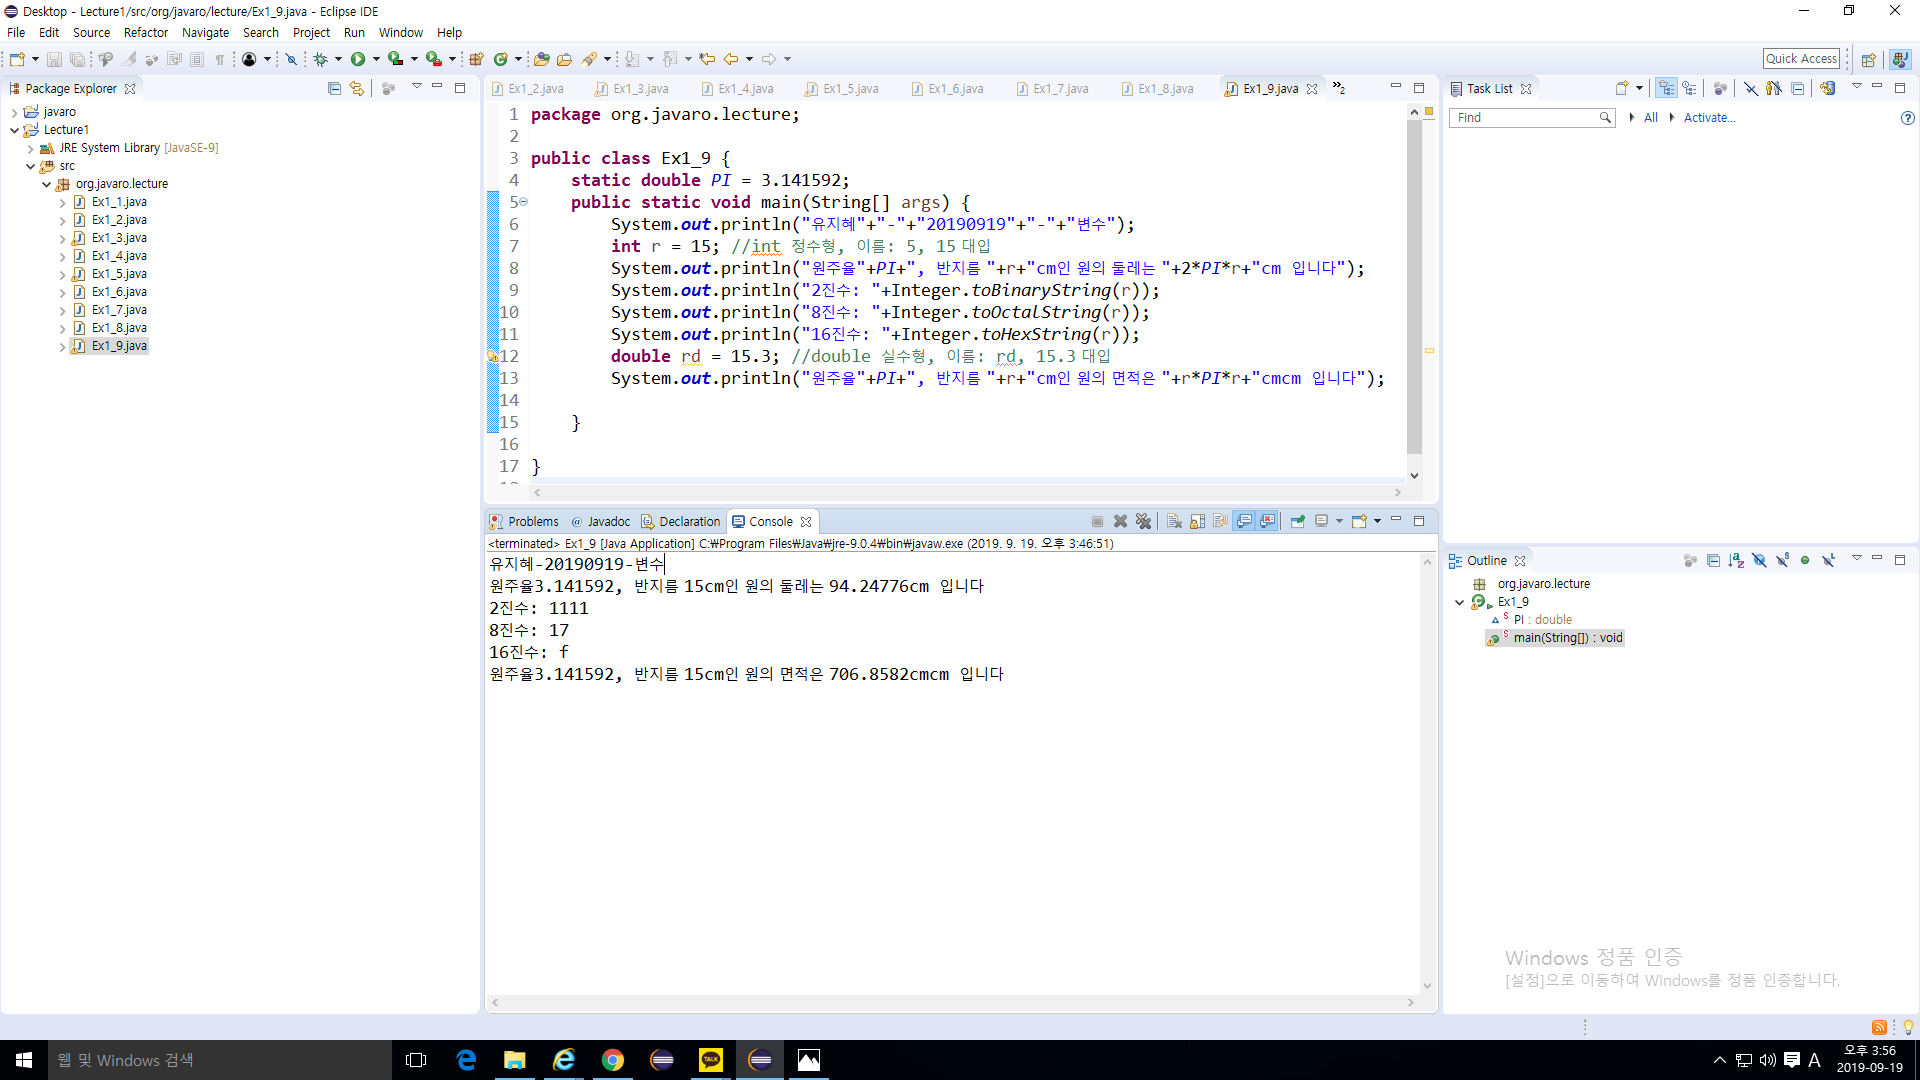 Desktop - Lecture1/src/org/javaro/lecture/Ex1_9.java - Eclipse IDE
File Edit Source Refactor Navigate Search Project Run Window Help
Quick Access
Package Explorer
javaro
Lecture1
JRE System Library [JavaSE-9]
src
org.javaro.lecture
Ex1_1.java
Ex1_2.java
Ex1_3.java
Ex1_4.java
Ex1_5.java
Ex1_6.java
Ex1_7.java
Ex1_8.java
Ex1_9.java
Ex1_2.java Ex1_3.java Ex1_4.java Ex1_5.java Ex1_6.java Ex1_7.java Ex1_8.java Ex1_9.java »2
1 package org.javaro.lecture;
2
3 public class Ex1_9 {
4 static double PI = 3.141592;
5 public static void main(String[] args) {
6 System.out.println("유지혜"+"-"+"20190919"+"-"+"변수");
7 int r = 15; //int 정수형, 이름: 5, 15 대입
8 System.out.println("원주율"+PI+", 반지름 "+r+"cm인 원의 둘레는 "+2*PI*r+"cm 입니다");
9 System.out.println("2진수: "+Integer.toBinaryString(r));
10 System.out.println("8진수: "+Integer.toOctalString(r));
11 System.out.println("16진수: "+Integer.toHexString(r));
12 double rd = 15.3; //double 실수형, 이름: rd, 15.3 대입
13 System.out.println("원주율"+PI+", 반지름 "+r+"cm인 원의 면적은 "+r*PI*r+"cmcm 입니다");
14
15 }
16
17 }
Problems @ Javadoc Declaration Console
<terminated> Ex1_9 [Java Application] C:₩Program Files₩Java₩jre-9.0.4₩bin₩javaw.exe (2019. 9. 19. 오후 3:46:51)
유지혜-20190919-변수
원주율3.141592, 반지름 15cm인 원의 둘레는 94.24776cm 입니다
2진수: 1111
8진수: 17
16진수: f
원주율3.141592, 반지름 15cm인 원의 면적은 706.8582cmcm 입니다
Task List
Find All Activate...
Outline
org.javaro.lecture
Ex1_9
PI : double
main(String[]) : void
Windows 정품 인증
[설정]으로 이동하여 Windows를 정품 인증합니다.
웹 및 Windows 검색
TALK
A
오후 3:56
2019-09-19